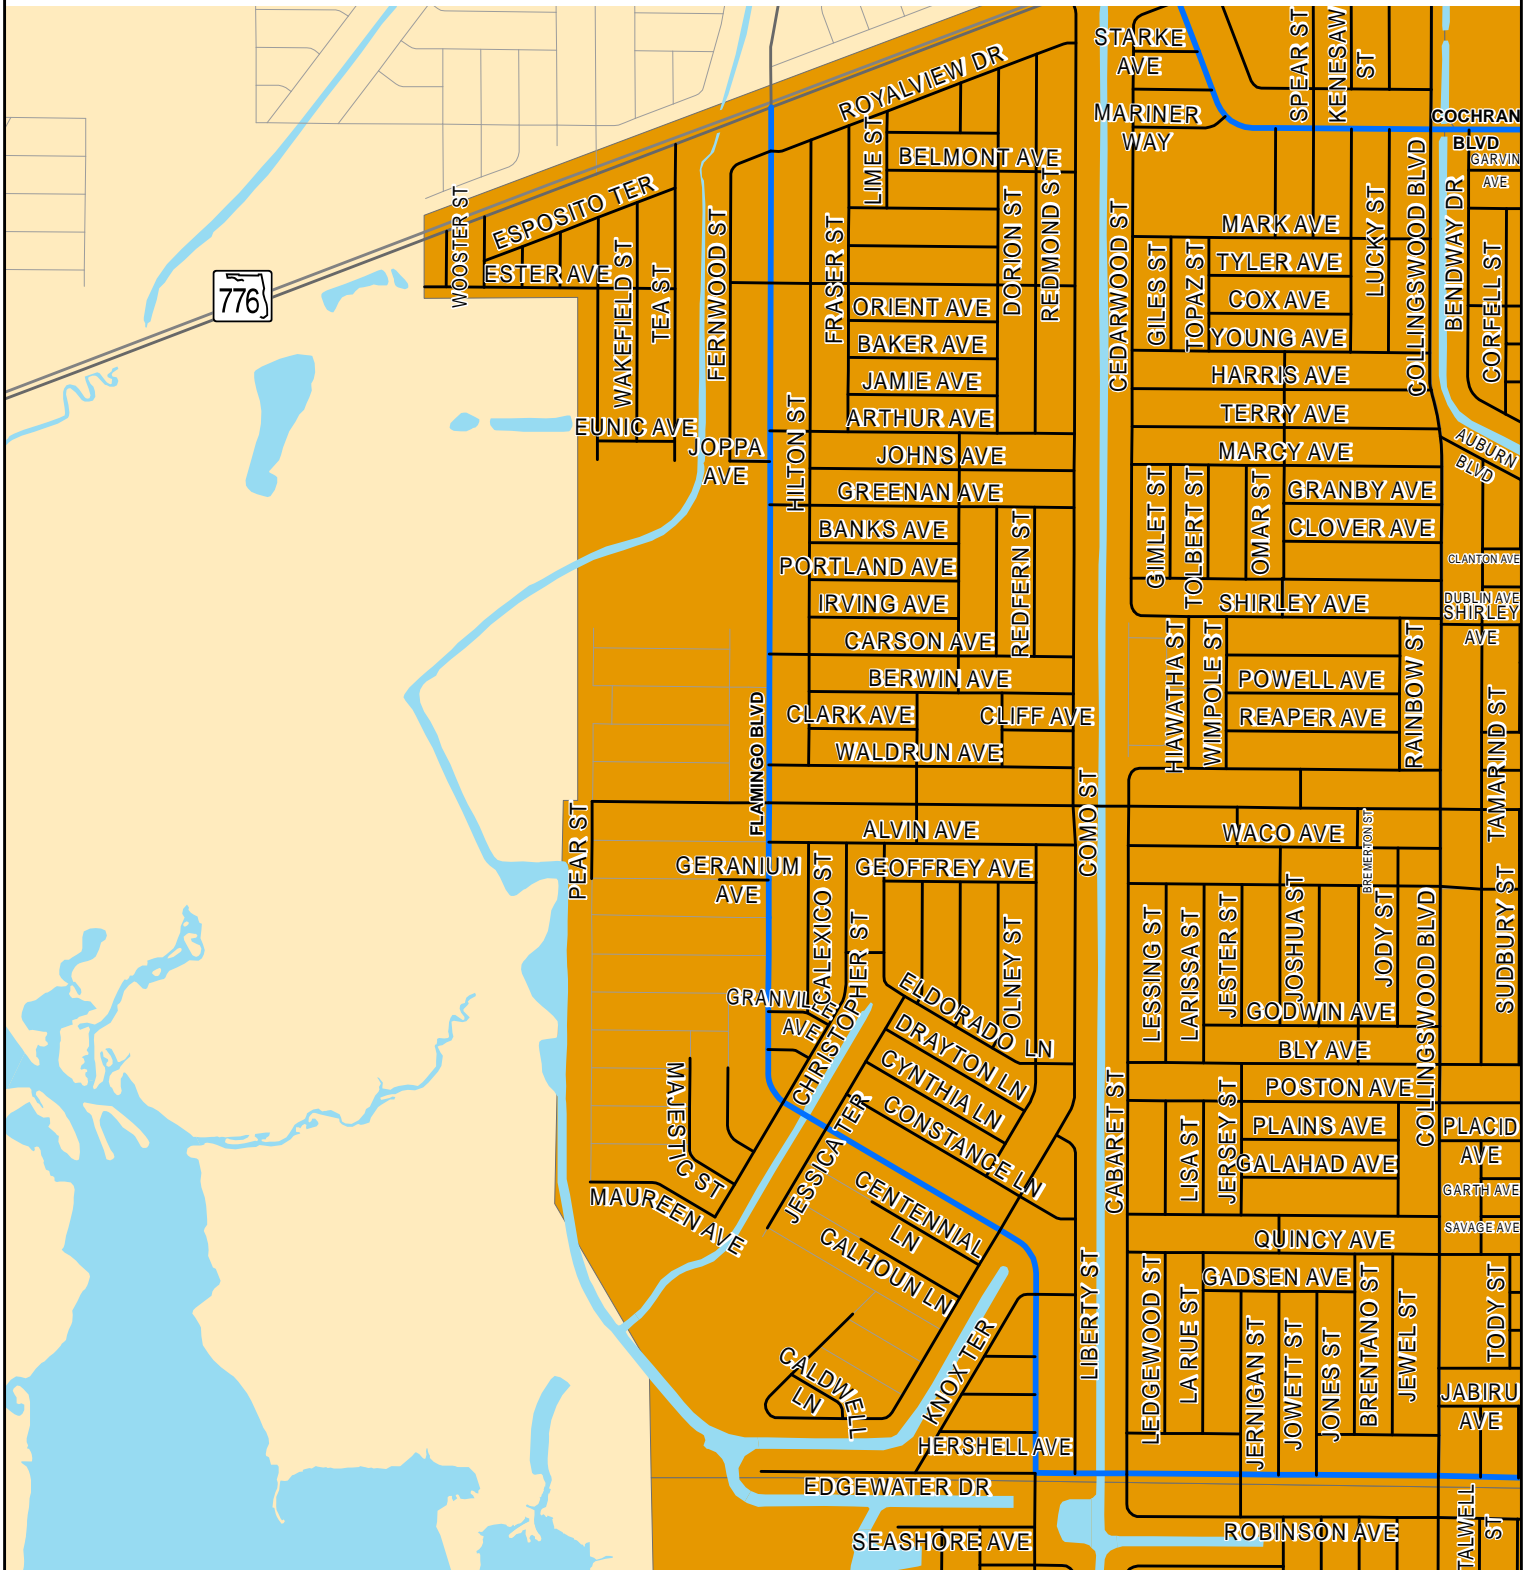 STARKE
AVE
SPEAR ST
KENESAW
ST
ROYALVIEW DR
MARINER
WAY
COCHRAN
BLVD
GARVIN
AVE
LIME ST
BELMONT AVE
WOOSTER ST
ESPOSITO TER
ESTER AVE
WAKEFIELD ST
TEA ST
FERNWOOD ST
FRASER ST
DORION ST
REDMOND ST
CEDARWOOD ST
MARK AVE
GILES ST
TOPAZ ST
TYLER AVE
COX AVE
YOUNG AVE
LUCKY ST
COLLINGSWOOD BLVD
BENDWAY DR
CORFELL ST
776
ORIENT AVE
BAKER AVE
JAMIE AVE
ARTHUR AVE
HARRIS AVE
TERRY AVE
MARCY AVE
EUNIC AVE
JOPPA
AVE
HILTON ST
JOHNS AVE
GREENAN AVE
AUBURN
BLVD
GIMLET ST
TOLBERT ST
OMAR ST
GRANBY AVE
CLOVER AVE
BANKS AVE
PORTLAND AVE
IRVING AVE
CARSON AVE
REDFERN ST
CLANTON AVE
DUBLIN AVE
SHIRLEY AVE
SHIRLEY
AVE
BERWIN AVE
CLARK AVE
CLIFF AVE
WALDRUN AVE
HIAWATHA ST
WIMPOLE ST
POWELL AVE
REAPER AVE
RAINBOW ST
TAMARIND ST
FLAMINGO BLVD
PEAR ST
COMO ST
ALVIN AVE
WACO AVE
BREMERTON ST
GERANIUM
AVE
CALEXICO ST
GEOFFREY AVE
CHRISTOPHER ST
OLNEY ST
LESSING ST
LARISSA ST
JESTER ST
JOSHUA ST
JODY ST
COLLINGSWOOD BLVD
SUDBURY ST
GRANVILLE
AVE
ELDORADO LN
DRAYTON LN
CYNTHIA LN
CONSTANCE LN
GODWIN AVE
BLY AVE
POSTON AVE
MAJESTIC ST
JESSICA TER
CABARET ST
LISA ST
JERSEY ST
PLAINS AVE
GALAHAD AVE
PLACID
AVE
GARTH AVE
SAVAGE AVE
MAUREEN AVE
CENTENNIAL
LN
CALHOUN LN
QUINCY AVE
GADSEN AVE
LIBERTY ST
LEDGEWOOD ST
LA RUE ST
JERNIGAN ST
JOWETT ST
JONES ST
BRENTANO ST
JEWEL ST
TODY ST
KNOX TER
CALDWELL
LN
JABIRU
AVE
HERSHELL AVE
EDGEWATER DR
SEASHORE AVE
ROBINSON AVE
TALWELL
ST